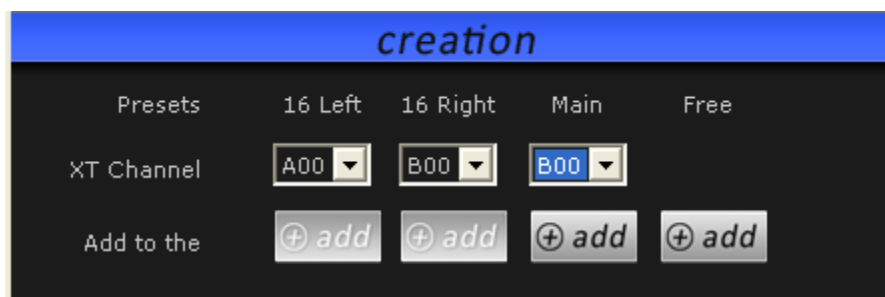 creation
Presets 16 Left 16 Right Main Free
XT Channel A00 B00 B00
Add to the add add add add